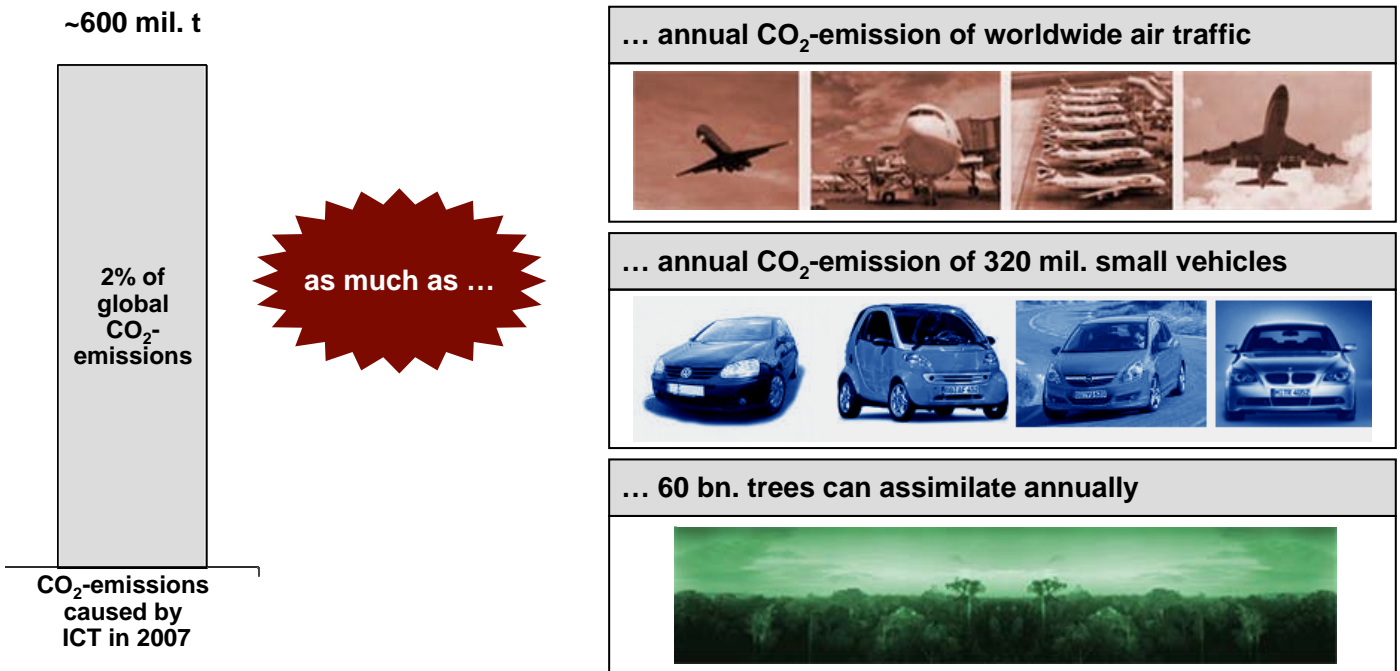 ~600 mil. t
2% of
global
CO₂-
emissions
CO₂-emissions
caused by
ICT in 2007
as much as …
… annual CO₂-emission of worldwide air traffic
… annual CO₂-emission of 320 mil. small vehicles
… 60 bn. trees can assimilate annually